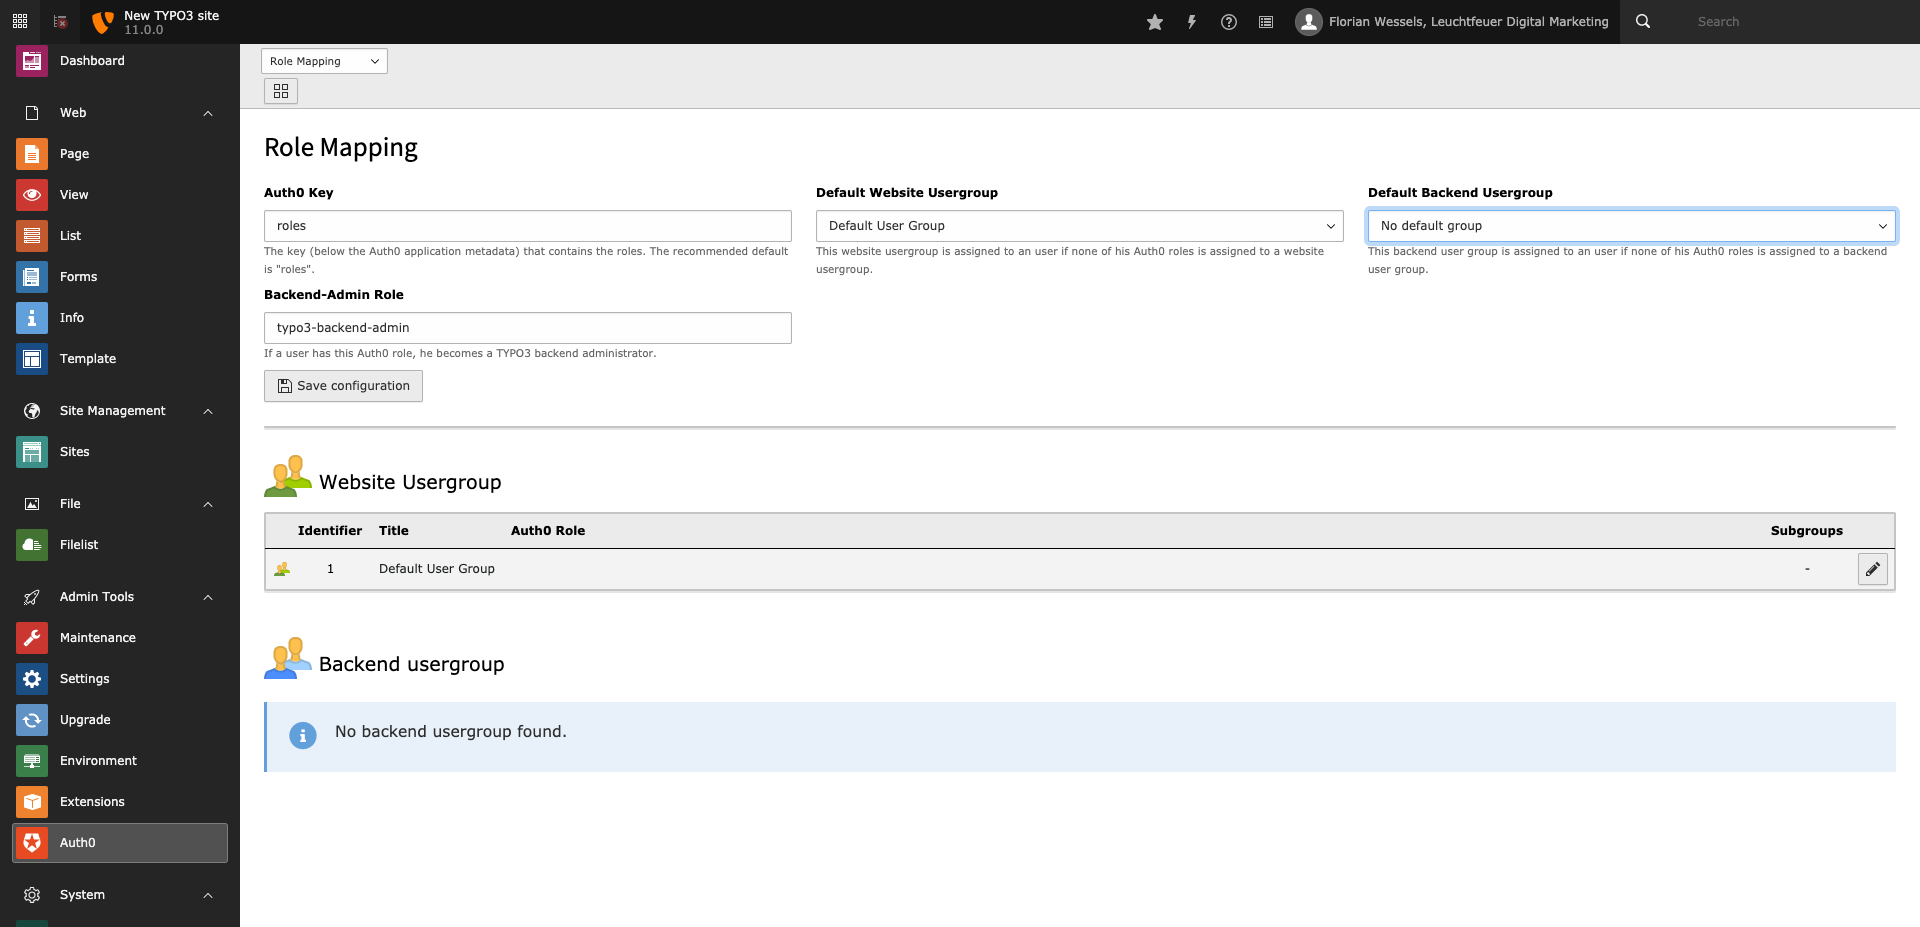 New TYPO3 site
11.0.0
Florian Wessels, Leuchtfeuer Digital Marketing
Search
Dashboard
Web
Page
View
List
Forms
Info
Template
Site Management
Sites
File
Filelist
Admin Tools
Maintenance
Settings
Upgrade
Environment
Extensions
Auth0
System
Role Mapping
Role Mapping
Auth0 Key
roles
The key (below the Auth0 application metadata) that contains the roles. The recommended default
is "roles".
Default Website Usergroup
Default User Group
This website usergroup is assigned to an user if none of his Auth0 roles is assigned to a website
usergroup.
Default Backend Usergroup
No default group
This backend user group is assigned to an user if none of his Auth0 roles is assigned to a backend
user group.
Backend-Admin Role
typo3-backend-admin
If a user has this Auth0 role, he becomes a TYPO3 backend administrator.
Save configuration
Website Usergroup
Identifier Title Auth0 Role Subgroups
1 Default User Group -
Backend usergroup
No backend usergroup found.